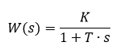 W(s) = K / (1 + T · s)